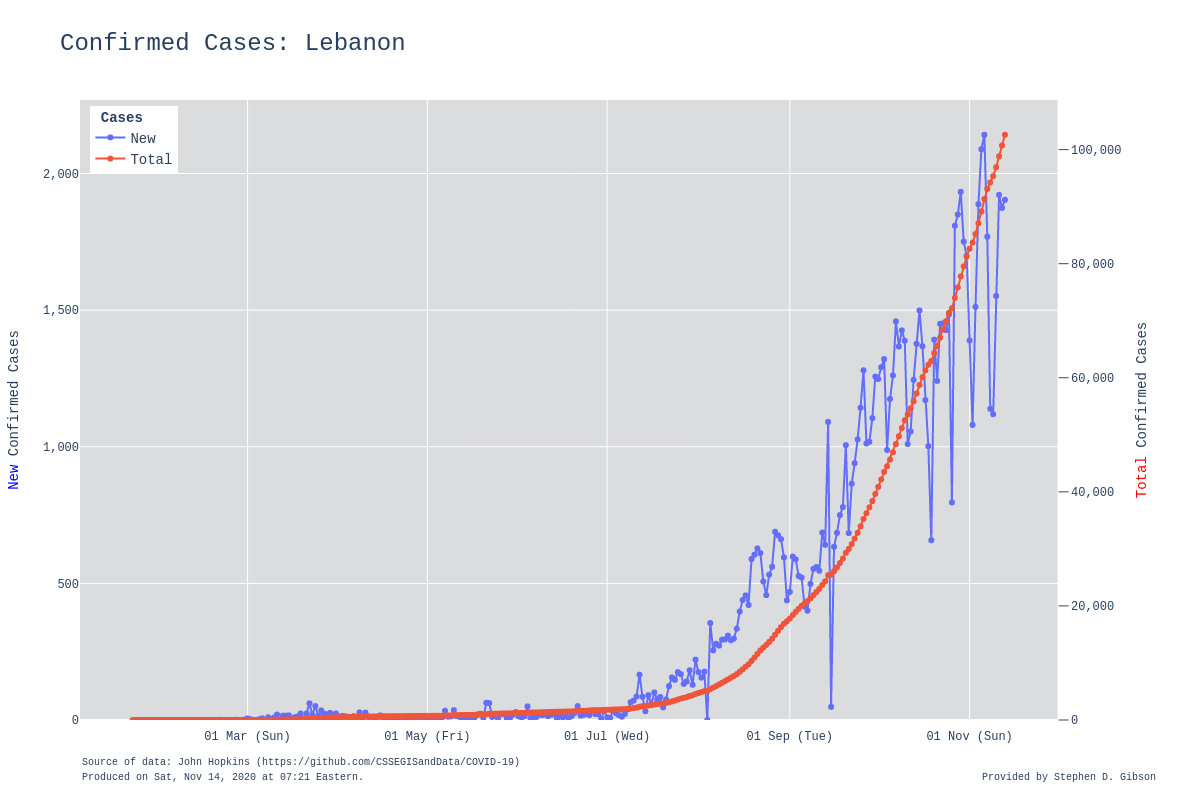 Confirmed Cases: Lebanon
Cases
New
Total
2,000
1,500
1,000
500
0
100,000
80,000
60,000
40,000
20,000
0
New Confirmed Cases
Total Confirmed Cases
01 Mar (Sun)
01 May (Fri)
01 Jul (Wed)
01 Sep (Tue)
01 Nov (Sun)
Source of data: John Hopkins (https://github.com/CSSEGISandData/COVID-19)
Produced on Sat, Nov 14, 2020 at 07:21 Eastern.
Provided by Stephen D. Gibson